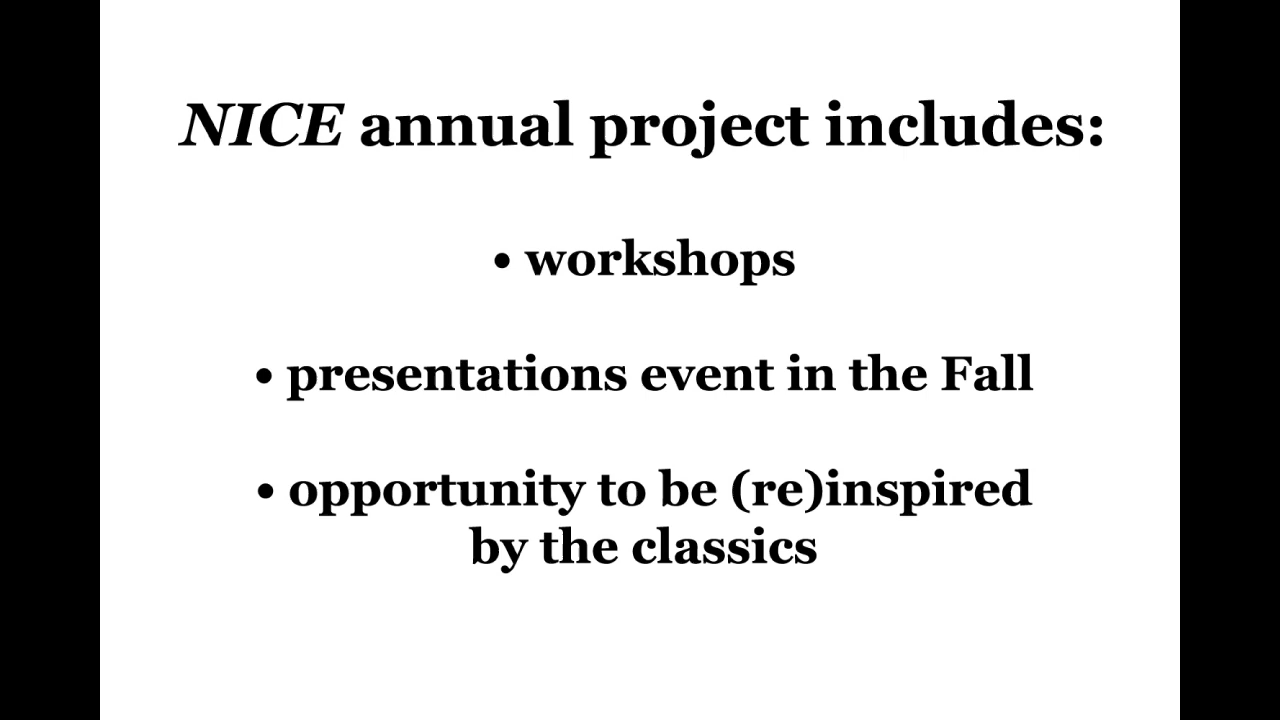 NICE annual project includes:
• workshops
• presentations event in the Fall
• opportunity to be (re)inspired
by the classics